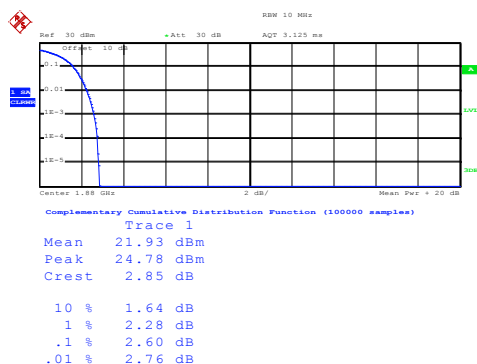 RBW 10 MHz
Ref 30 dBm Att 30 dB AQT 3.125 ms
Offset 10 dB
0.1
A
0.01
1 SA
CLRWR
1E-3
LVL
1E-4
1E-5
3DB
Center 1.88 GHz 2 dB/ Mean Pwr + 20 dB
Complementary Cumulative Distribution Function (100000 samples)
Trace 1
Mean 21.93 dBm
Peak 24.78 dBm
Crest 2.85 dB
10 % 1.64 dB
1 % 2.28 dB
.1 % 2.60 dB
.01 % 2.76 dB